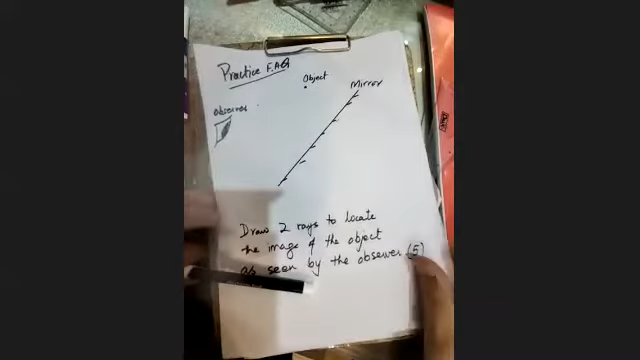 Practice F.A.Q
Object
Mirror
Observer
Draw 2 rays to locate
the image of the object
as seen by the observer (5)